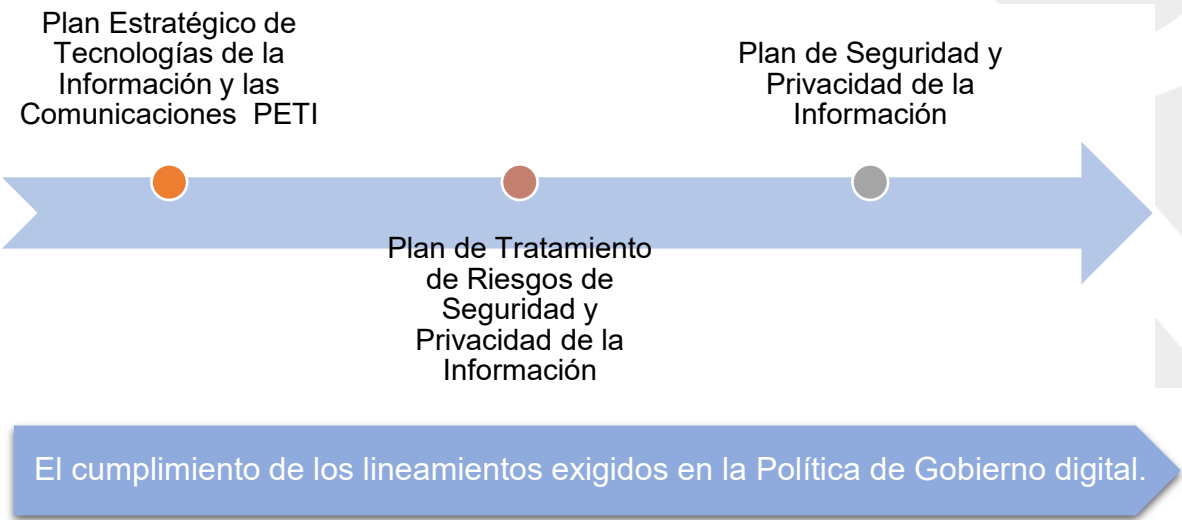 Plan Estratégico de
Tecnologías de la
Información y las
Comunicaciones PETI
Plan de Tratamiento
de Riesgos de
Seguridad y
Privacidad de la
Información
Plan de Seguridad y
Privacidad de la
Información
El cumplimiento de los lineamientos exigidos en la Política de Gobierno digital.